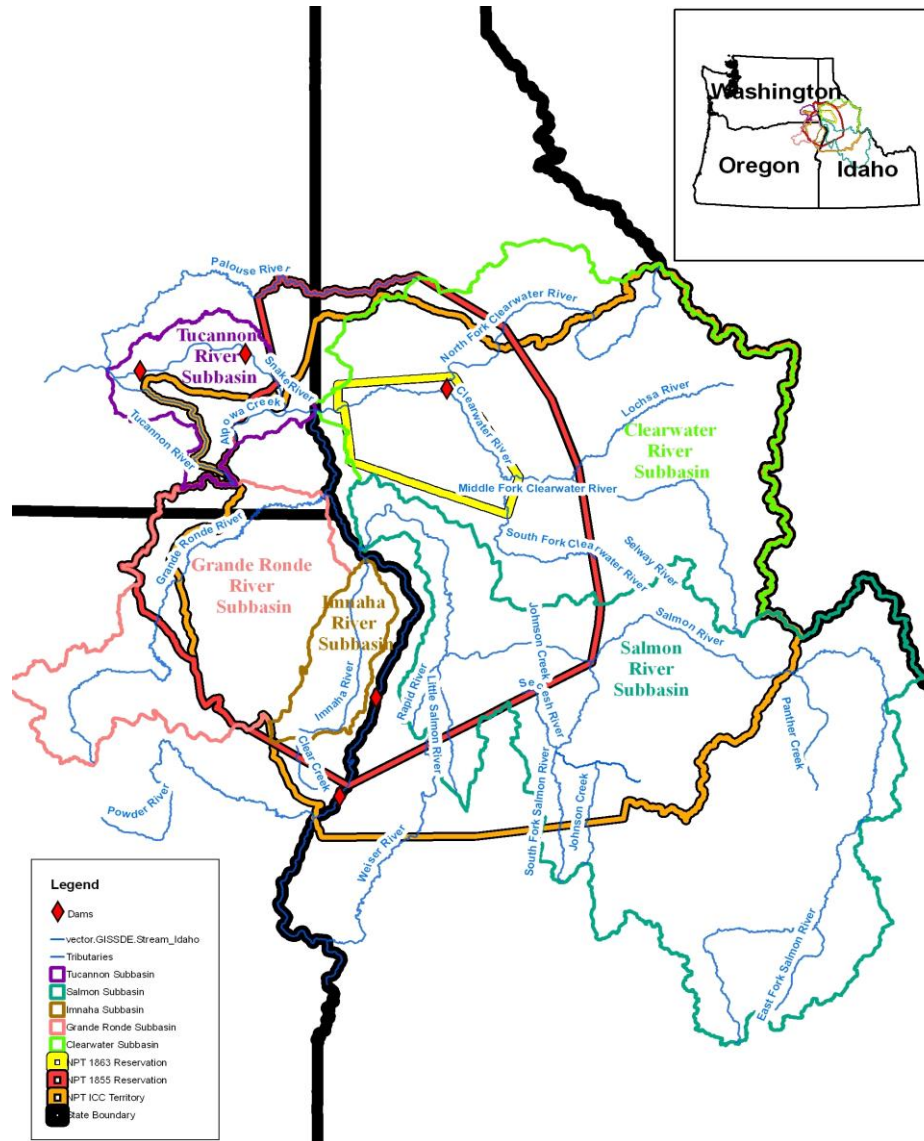 Washington
Oregon
Idaho
Palouse River
North Fork Clearwater River
Tucannon
River
Subbasin
Snake River
Clearwater River
Lochsa River
Alpowa Creek
Tucannon River
Clearwater
River
Subbasin
Middle Fork Clearwater River
South Fork Clearwater River
Selway River
Grande Ronde River
Grande Ronde
River
Subbasin
Imnaha
River
Subbasin
Imnaha River
Rapid River
Little Salmon River
Johnson Creek
Salmon River
Salmon
River
Subbasin
Panther Creek
Clear Creek
Powder River
Weiser River
South Fork Salmon River
Johnson Creek
East Fork Salmon River
Legend
Dams
vector.GISSDE.Stream_Idaho
Tributaries
Tucannon Subbasin
Salmon Subbasin
Imnaha Subbasin
Grande Ronde Subbasin
Clearwater Subbasin
NPT 1863 Reservation
NPT 1855 Reservation
NPT ICC Territory
State Boundary